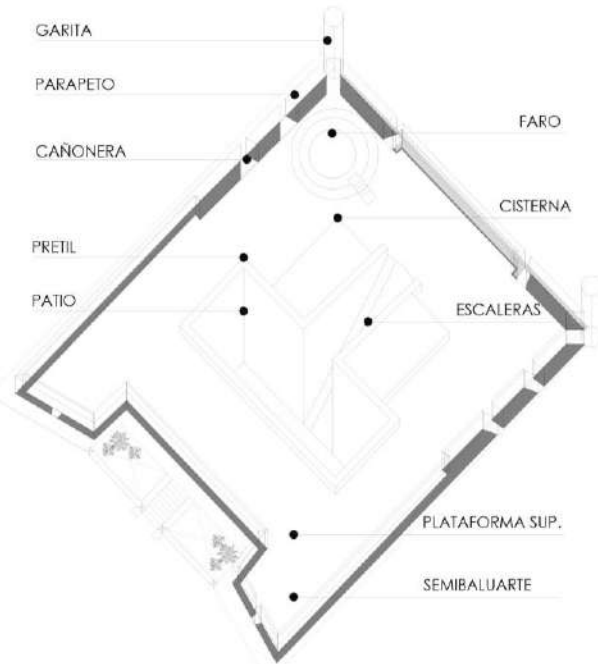 GARITA
PARAPETO
FARO
CAÑONERA
CISTERNA
PRETIL
PATIO
ESCALERAS
PLATAFORMA SUP.
SEMIBALUARTE